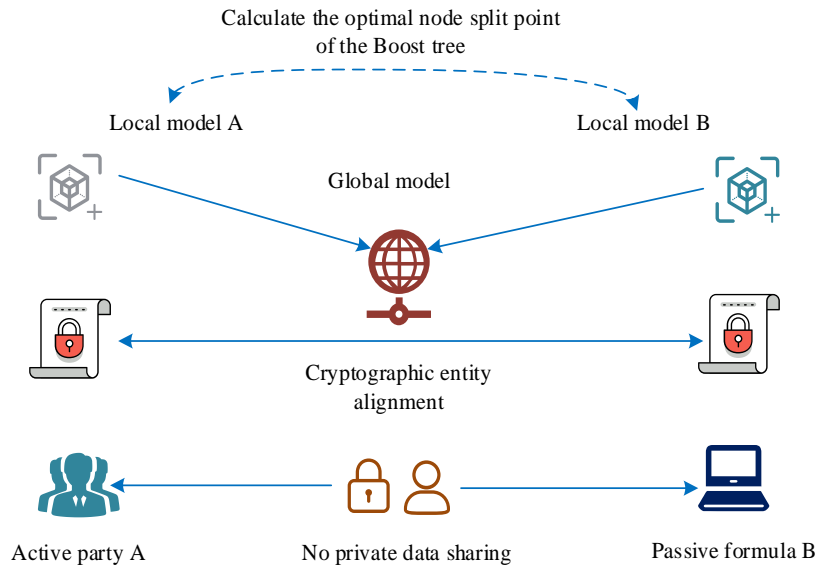 Calculate the optimal node split point
of the Boost tree
Local model A
Local model B
Global model
Cryptographic entity
alignment
Active party A
No private data sharing
Passive formula B